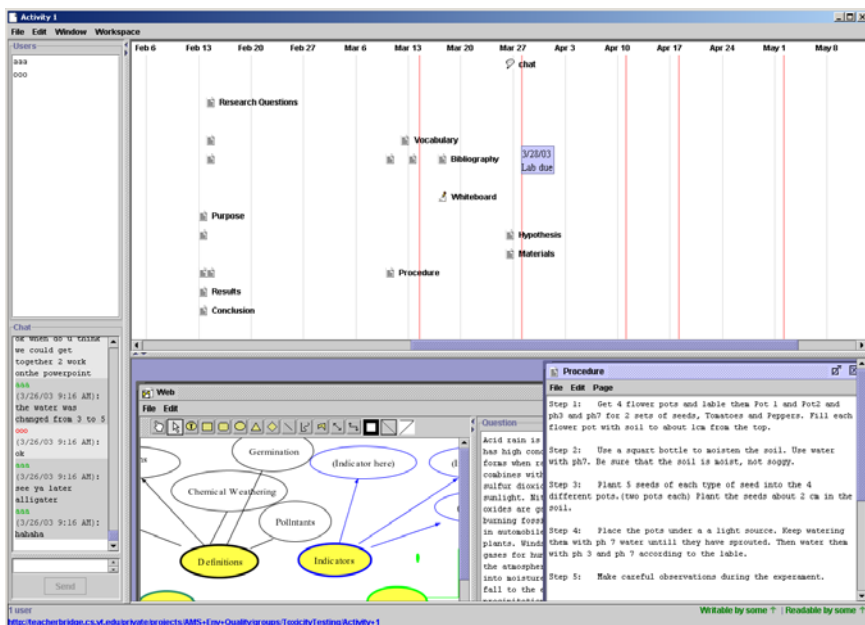 Activity 1
File Edit Window Workspace
Users
aaa
ooo
Feb 6 Feb 13 Feb 20 Feb 27 Mar 6 Mar 13 Mar 20 Mar 27 Apr 3 Apr 10 Apr 17 Apr 24 May 1 May 8
chat
Research Questions
Vocabulary
Bibliography
3/28/03
Lab due
Whiteboard
Purpose
Hypothesis
Materials
Procedure
Results
Conclusion
Chat
ok when do u think
we could get
together 2 work
onthe powerpoint
aaa
(3/26/03 9:16 AM):
the water was
changed from 3 to 5
ooo
(3/26/03 9:16 AM):
ok
aaa
(3/26/03 9:16 AM):
see ya later
alligater
aaa
(3/26/03 9:16 AM):
hahaha
Send
Web
File Edit
Germination
Chemical Weathering
Polltants
Definitions
(Indicator here)
Indicators
Question
Acid rain is
has high conc
forms when r
combines with
sulfur dioxi
sunlight. Nit
oxides are g
burning foss
in automobile
plants. Winds
gases for hu
the atmosphe
into moisture
fall to the e
Procedure
File Edit Page
Step 1: Get 4 flower pots and lable them Pot 1 and Pot2 and
ph3 and ph7 for 2 sets of seeds, Tomatoes and Peppers. Fill each
flower pot with soil to about 1cm from the top.
Step 2: Use a squart bottle to moisten the soil. Use water
with ph7. Be sure that the soil is moist, not soggy.
Step 3: Plant 5 seeds of each type of seed into the 4
different pots.(two pots each) Plant the seeds about 2 cm in the
soil.
Step 4: Place the pots under a a light source. Keep watering
them with ph 7 water untill they have sprouted. Then water them
with ph 3 and ph 7 according to the lable.
Step 5: Make careful observations during the experament.
1 user
Writable by some ↑ | Readable by some ↑
http://teacherbridge.cs.vt.edu/private/projects/AMS+Env+Quality/groups/ToxicityTesting/Activity+1